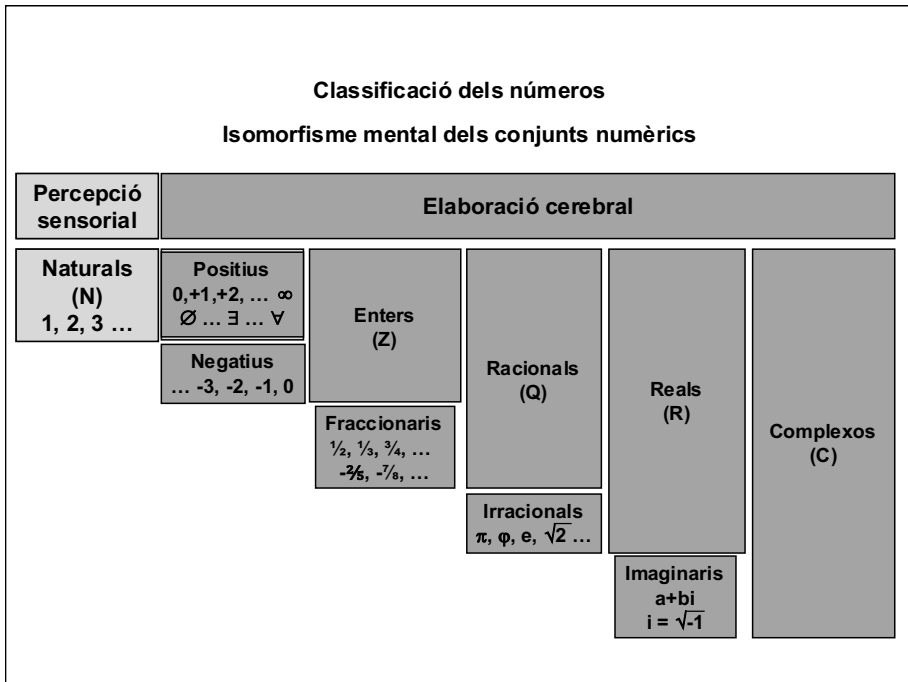 Classificació dels números
Isomorfisme mental dels conjunts numèrics
Percepció
sensorial
Elaboració cerebral
Naturals
(N)
1, 2, 3 …
Positius
0,+1,+2, … ∞
Ø … ∃ … ∀
Negatius
… -3, -2, -1, 0
Enters
(Z)
Fraccionaris
½, ⅓, ¾, …
-⅖, -⅞, …
Racionals
(Q)
Irracionals
π, φ, e, √2 …
Reals
(R)
Imaginaris
a+bi
i = √-1
Complexos
(C)